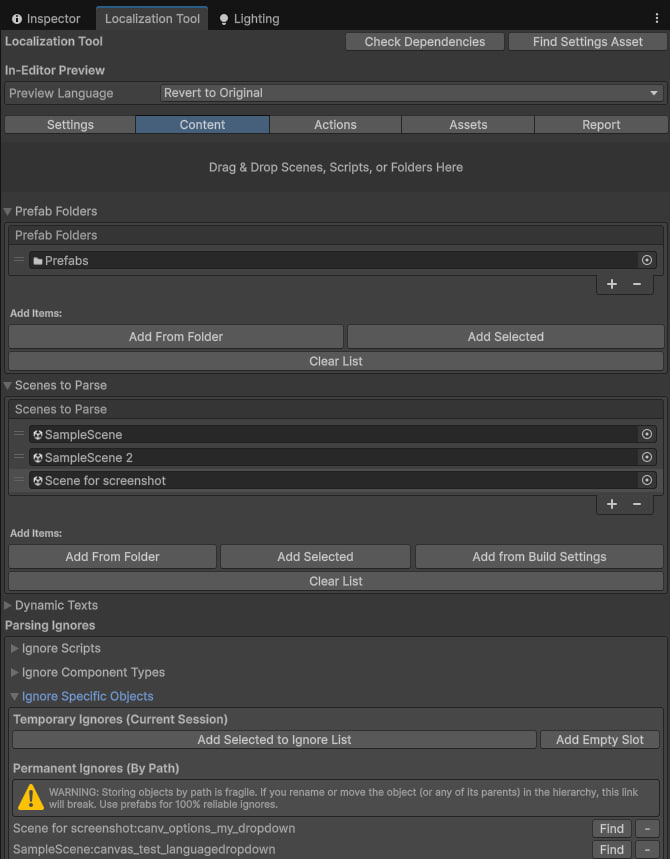 Inspector Localization Tool Lighting
Localization Tool Check Dependencies Find Settings Asset
In-Editor Preview
Preview Language Revert to Original
Settings Content Actions Assets Report
Drag & Drop Scenes, Scripts, or Folders Here
Prefab Folders
Prefab Folders
Prefabs
+ −
Add Items:
Add From Folder Add Selected
Clear List
Scenes to Parse
Scenes to Parse
SampleScene
SampleScene 2
Scene for screenshot
+ −
Add Items:
Add From Folder Add Selected Add from Build Settings
Clear List
Dynamic Texts
Parsing Ignores
Ignore Scripts
Ignore Component Types
Ignore Specific Objects
Temporary Ignores (Current Session)
Add Selected to Ignore List Add Empty Slot
Permanent Ignores (By Path)
WARNING: Storing objects by path is fragile. If you rename or move the object (or any of its parents) in the hierarchy, this link
will break. Use prefabs for 100% reliable ignores.
Scene for screenshot:canv_options_my_dropdown Find -
SampleScene:canvas_test_languagedropdown Find -